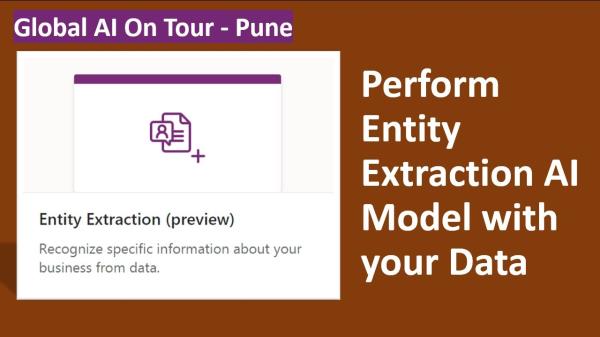 Global AI On Tour - Pune
Perform
Entity
Extraction AI
Model with
your Data
Entity Extraction (preview)
Recognize specific information about your
business from data.